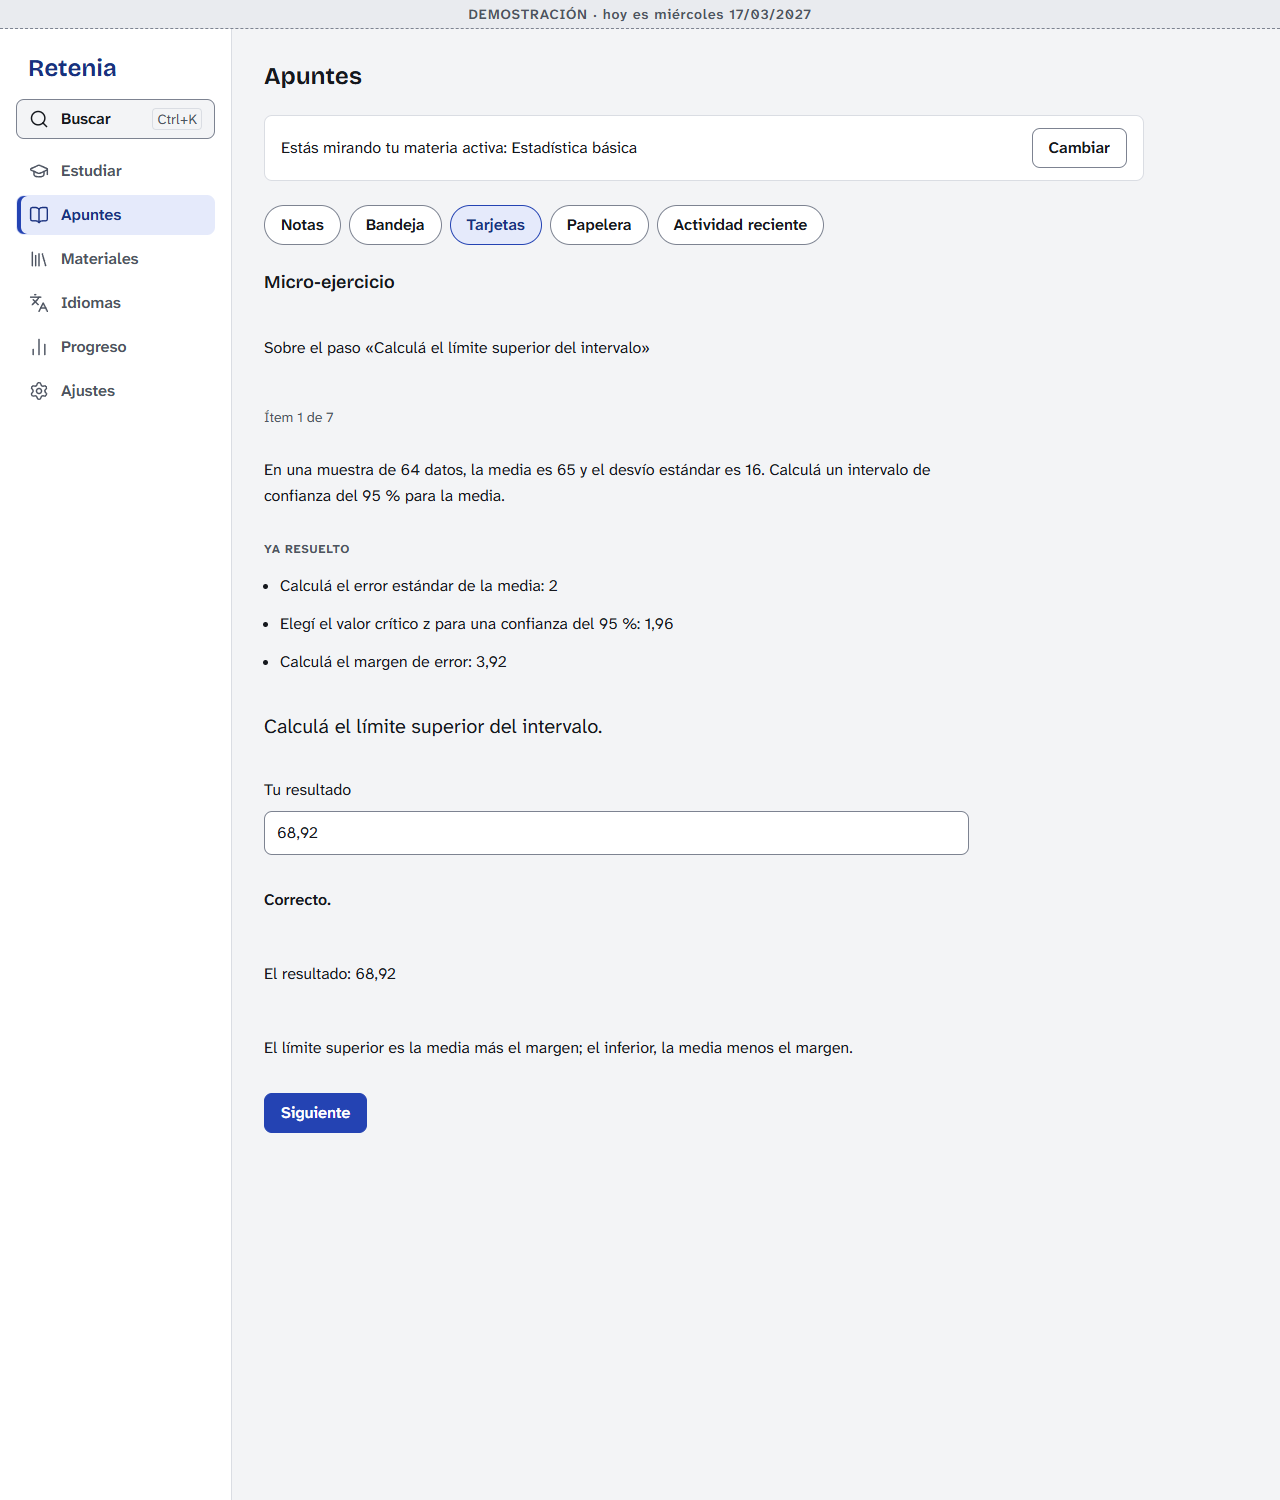 DEMOSTRACIÓN · hoy es miércoles 17/03/2027
Retenia
Buscar Ctrl+K
Estudiar
Apuntes
Materiales
Idiomas
Progreso
Ajustes
Apuntes
Estás mirando tu materia activa: Estadística básica
Cambiar
Notas Bandeja Tarjetas Papelera Actividad reciente
Micro-ejercicio
Sobre el paso «Calculá el límite superior del intervalo»
Ítem 1 de 7
En una muestra de 64 datos, la media es 65 y el desvío estándar es 16. Calculá un intervalo de
confianza del 95 % para la media.
YA RESUELTO
• Calculá el error estándar de la media: 2
• Elegí el valor crítico z para una confianza del 95 %: 1,96
• Calculá el margen de error: 3,92
Calculá el límite superior del intervalo.
Tu resultado
68,92
Correcto.
El resultado: 68,92
El límite superior es la media más el margen; el inferior, la media menos el margen.
Siguiente